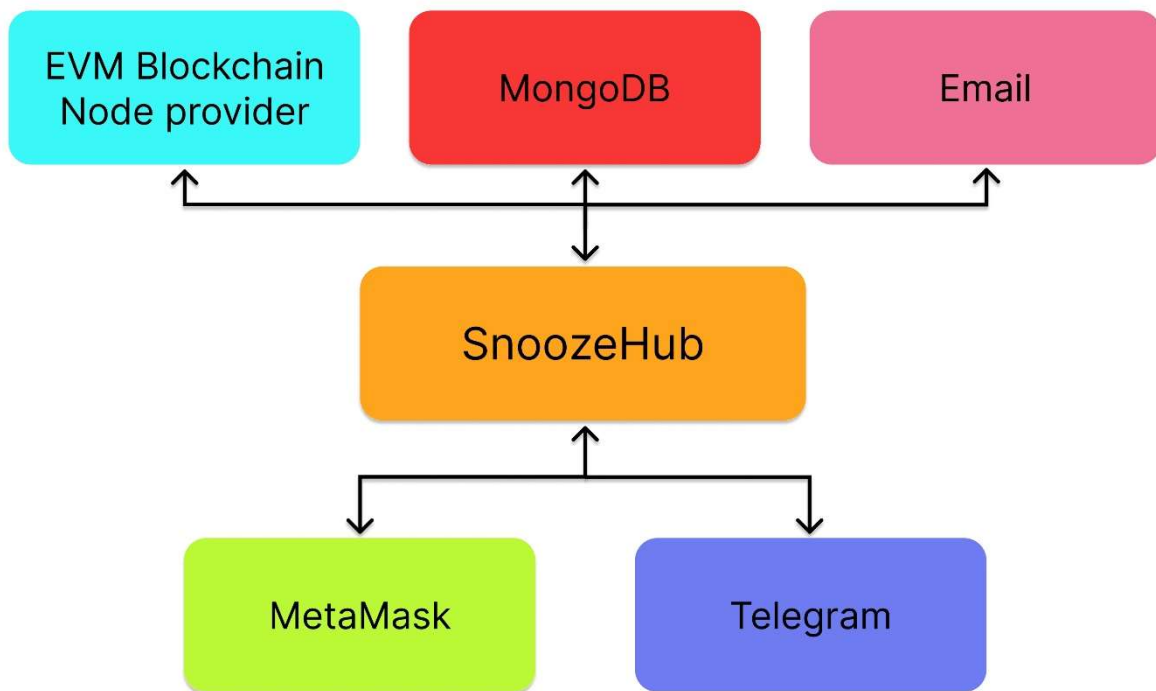 EVM Blockchain
Node provider
MongoDB
Email
SnoozeHub
MetaMask
Telegram